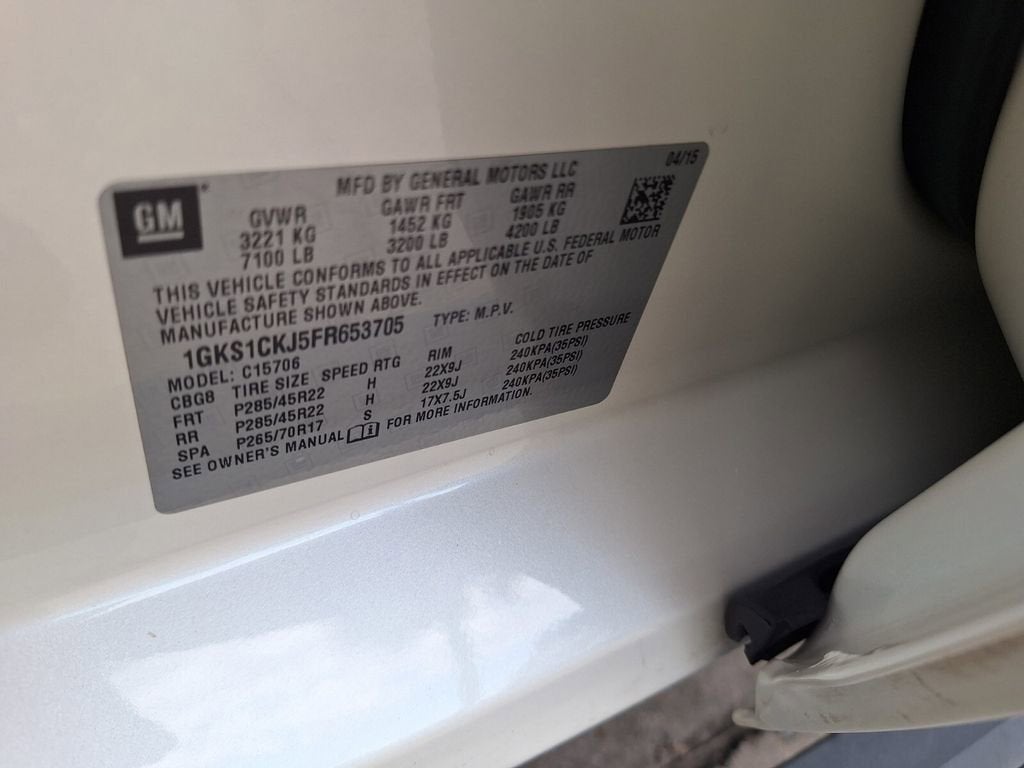 GM
04/15
MFD BY GENERAL MOTORS LLC
GVWR GAWR FRT GAWR RR
3221 KG 1452 KG 1905 KG
7100 LB 3200 LB 4200 LB
THIS VEHICLE CONFORMS TO ALL APPLICABLE U.S. FEDERAL MOTOR
VEHICLE SAFETY STANDARDS IN EFFECT ON THE DATE OF
MANUFACTURE SHOWN ABOVE.
1GKS1CKJ5FR653705 TYPE: M.P.V.
MODEL: C15706
CBG8 TIRE SIZE SPEED RTG RIM COLD TIRE PRESSURE
FRT P285/45R22 H 22X9J 240KPA(35PSI)
RR P285/45R22 H 22X9J 240KPA(35PSI)
SPA P265/70R17 S 17X7.5J 240KPA(35PSI)
SEE OWNER'S MANUAL FOR MORE INFORMATION.